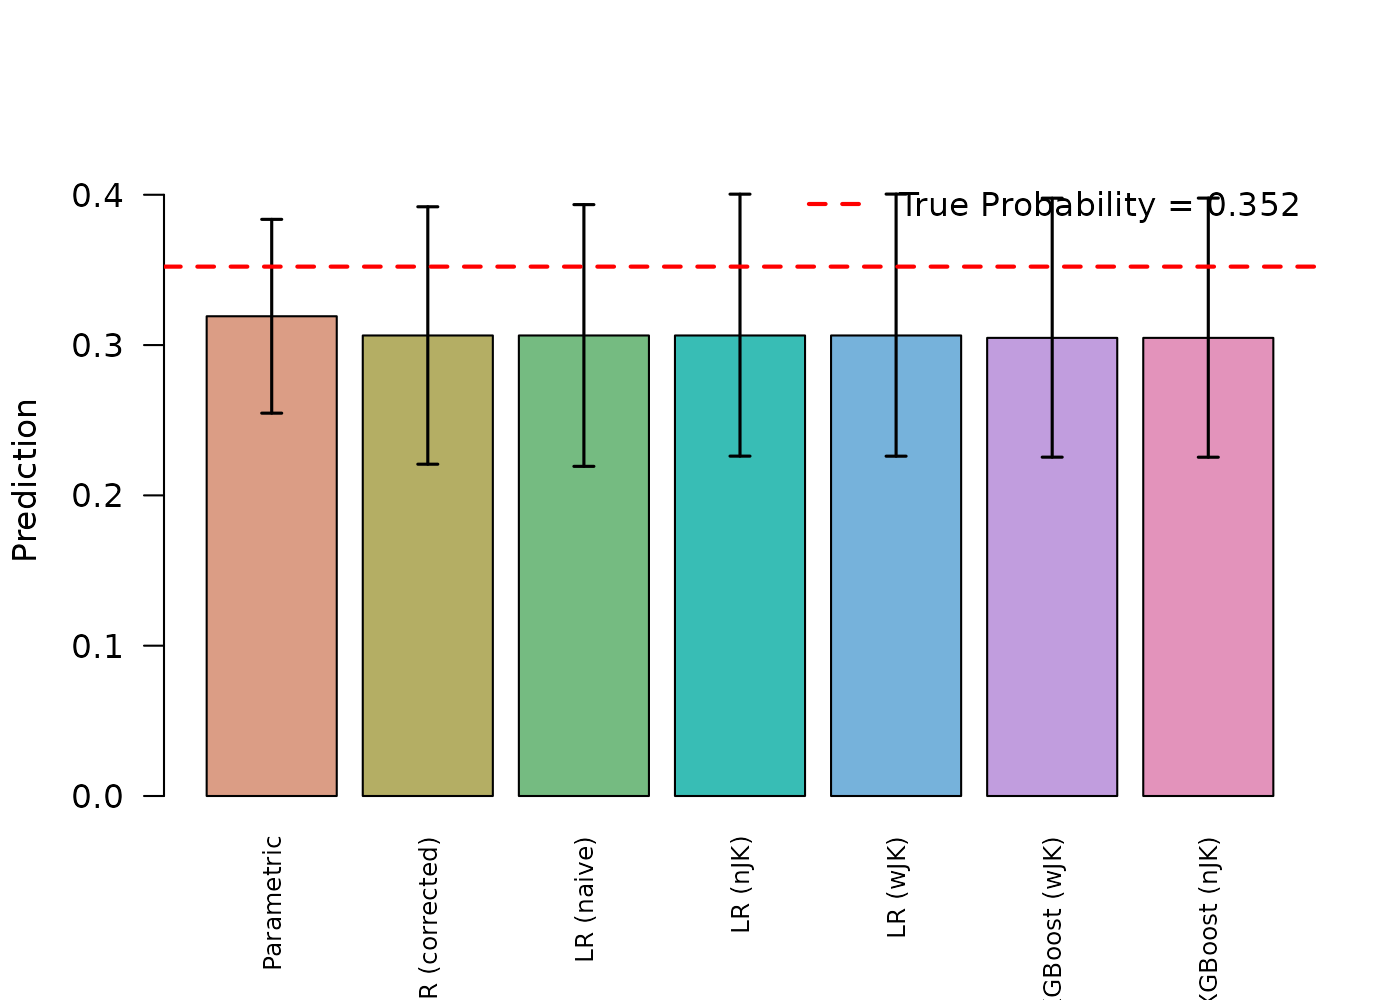 True Probability = 0.352
Prediction
0.4
0.3
0.2
0.1
0.0
Parametric
R (corrected)
LR (naive)
LR (nJK)
LR (wJK)
GBoost (wJK)
XGBoost (nJK)